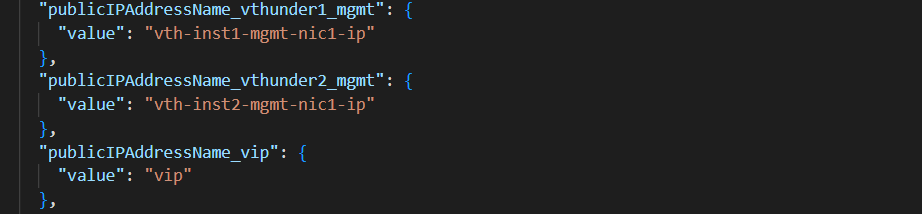 "publicIPAddressName_vthunder1_mgmt": {
"value": "vth-inst1-mgmt-nic1-ip"
},
"publicIPAddressName_vthunder2_mgmt": {
"value": "vth-inst2-mgmt-nic1-ip"
},
"publicIPAddressName_vip": {
"value": "vip"
},